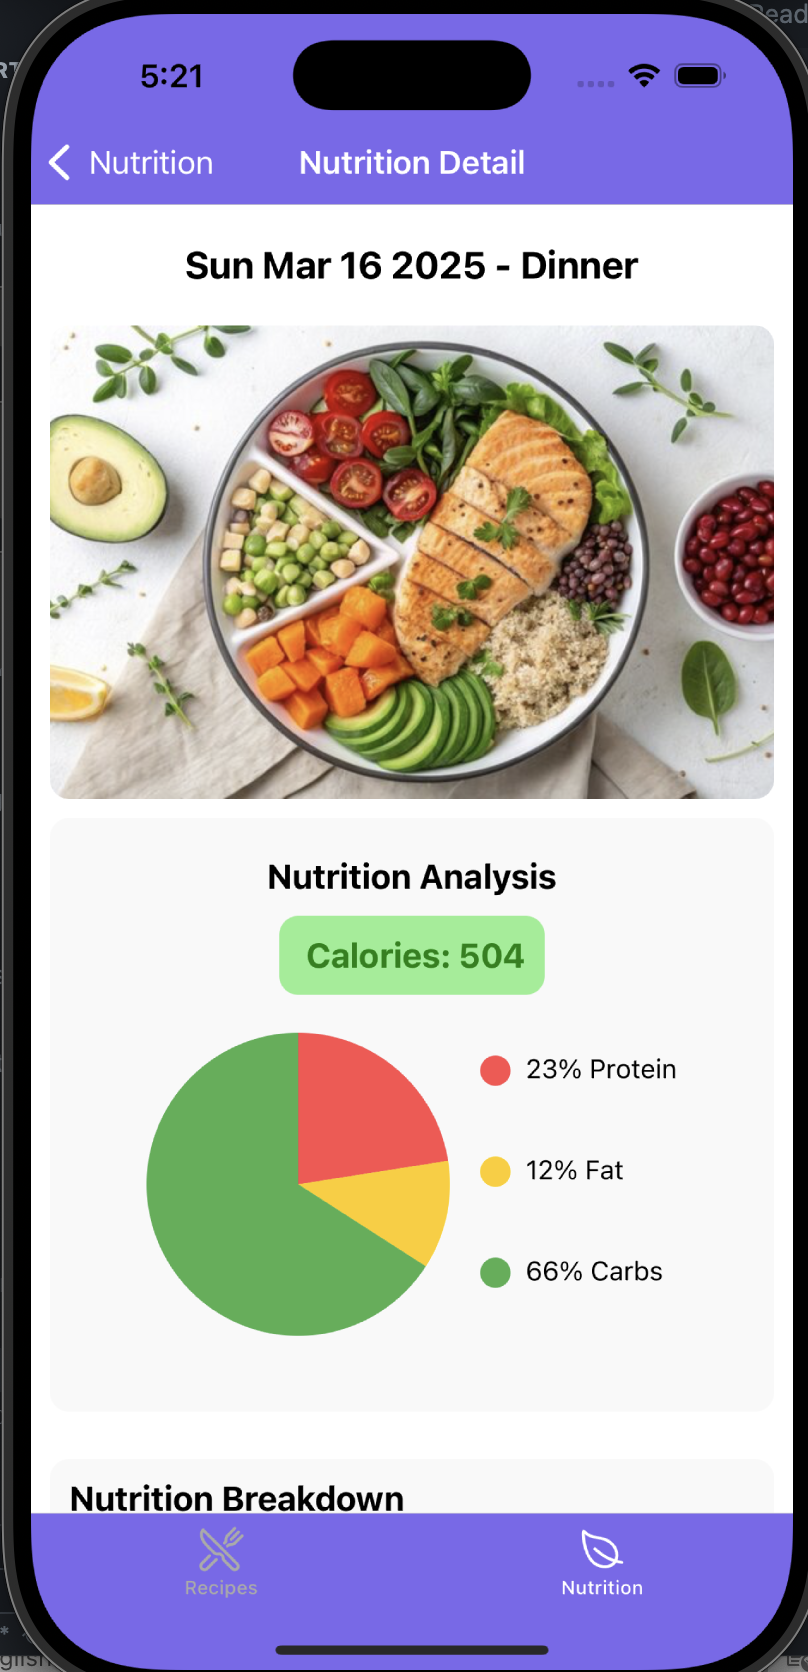 5:21
Nutrition
Nutrition Detail
Sun Mar 16 2025 - Dinner
Nutrition Analysis
Calories: 504
23% Protein
12% Fat
66% Carbs
Nutrition Breakdown
Recipes
Nutrition